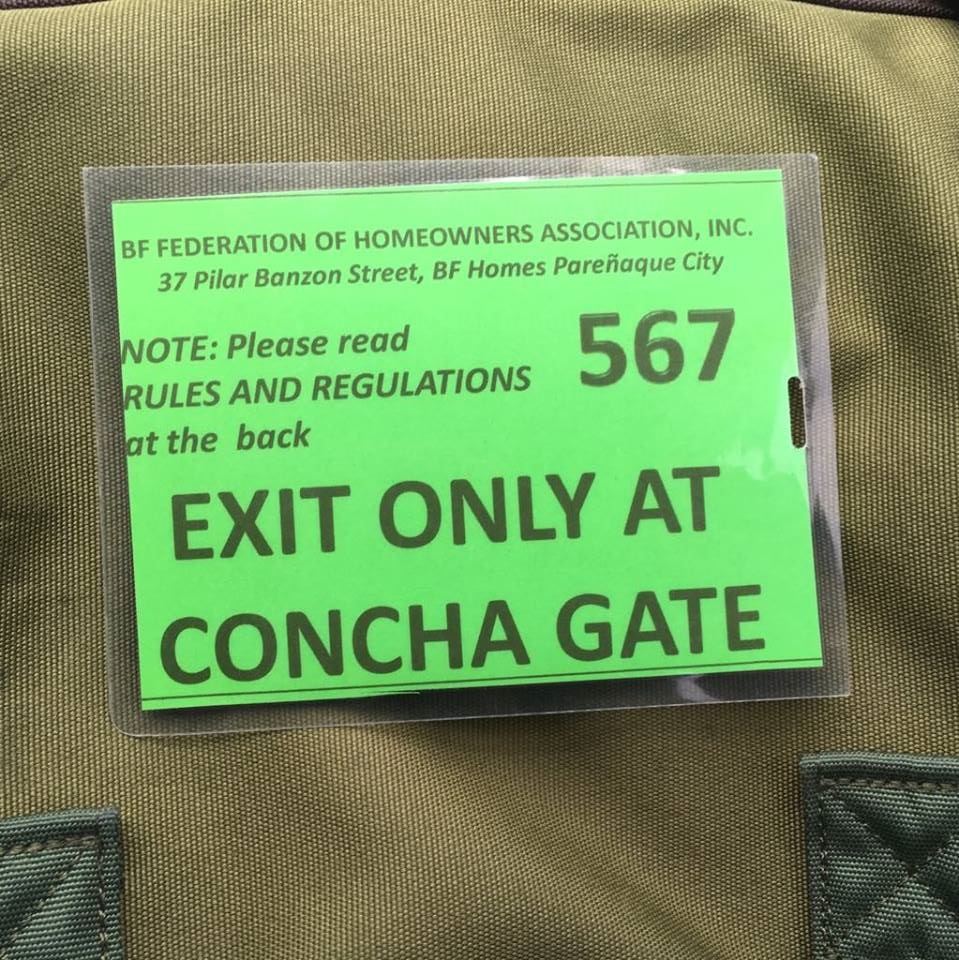 BF FEDERATION OF HOMEOWNERS ASSOCIATION, INC.
37 Pilar Banzon Street, BF Homes Pareñaque City
NOTE: Please read
567
RULES AND REGULATIONS
at the back
EXIT ONLY AT
CONCHA GATE